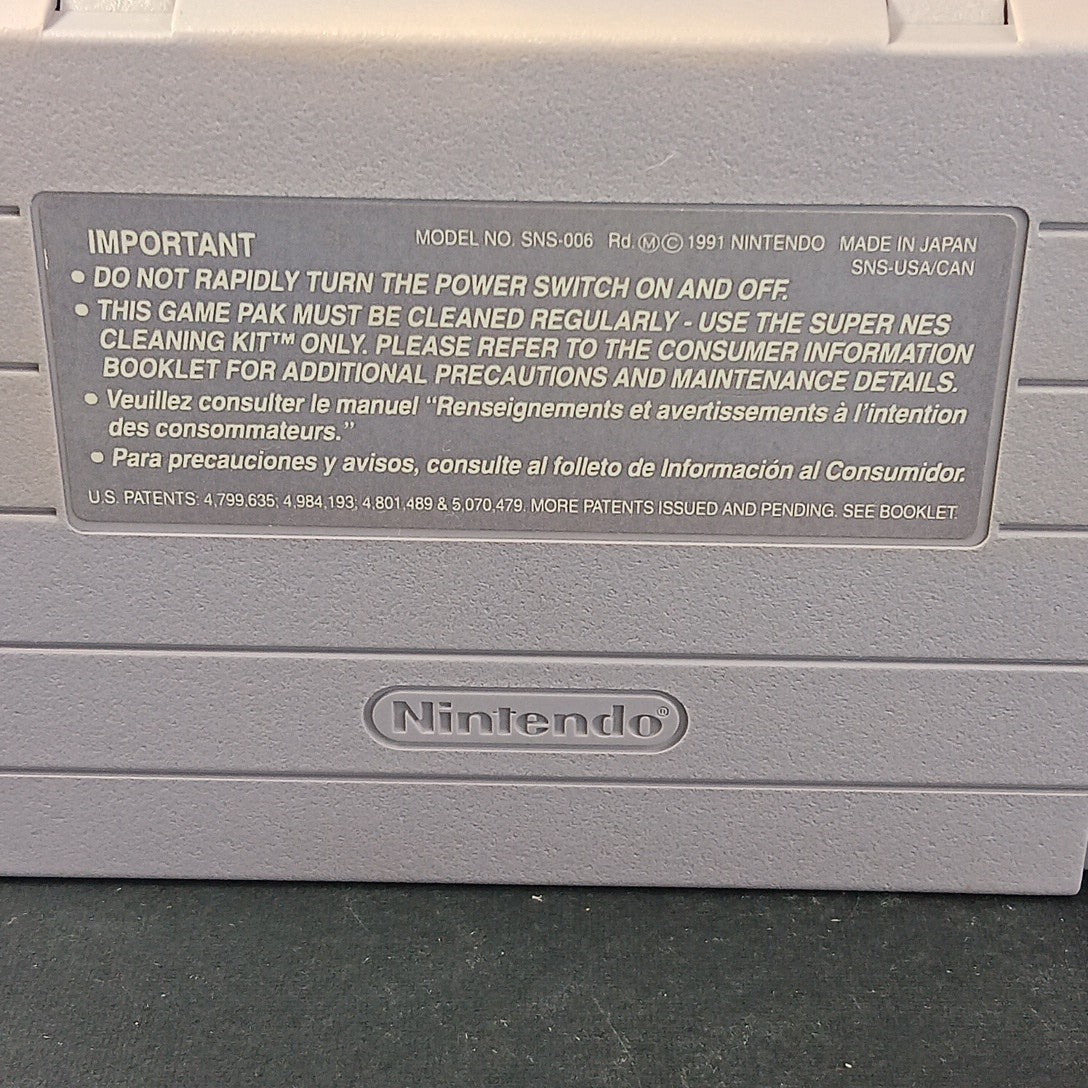 IMPORTANT MODEL NO. SNS-006 Rd.ⓂⒸ 1991 NINTENDO MADE IN JAPAN
SNS-USA/CAN
• DO NOT RAPIDLY TURN THE POWER SWITCH ON AND OFF.
• THIS GAME PAK MUST BE CLEANED REGULARLY - USE THE SUPER NES
CLEANING KIT™ ONLY. PLEASE REFER TO THE CONSUMER INFORMATION
BOOKLET FOR ADDITIONAL PRECAUTIONS AND MAINTENANCE DETAILS.
• Veuillez consulter le manuel "Renseignements et avertissements à l'intention
des consommateurs."
• Para precauciones y avisos, consulte al folleto de Información al Consumidor.
U.S. PATENTS: 4,799,635; 4,984,193; 4,801,489 & 5,070,479. MORE PATENTS ISSUED AND PENDING. SEE BOOKLET.
Nintendo®